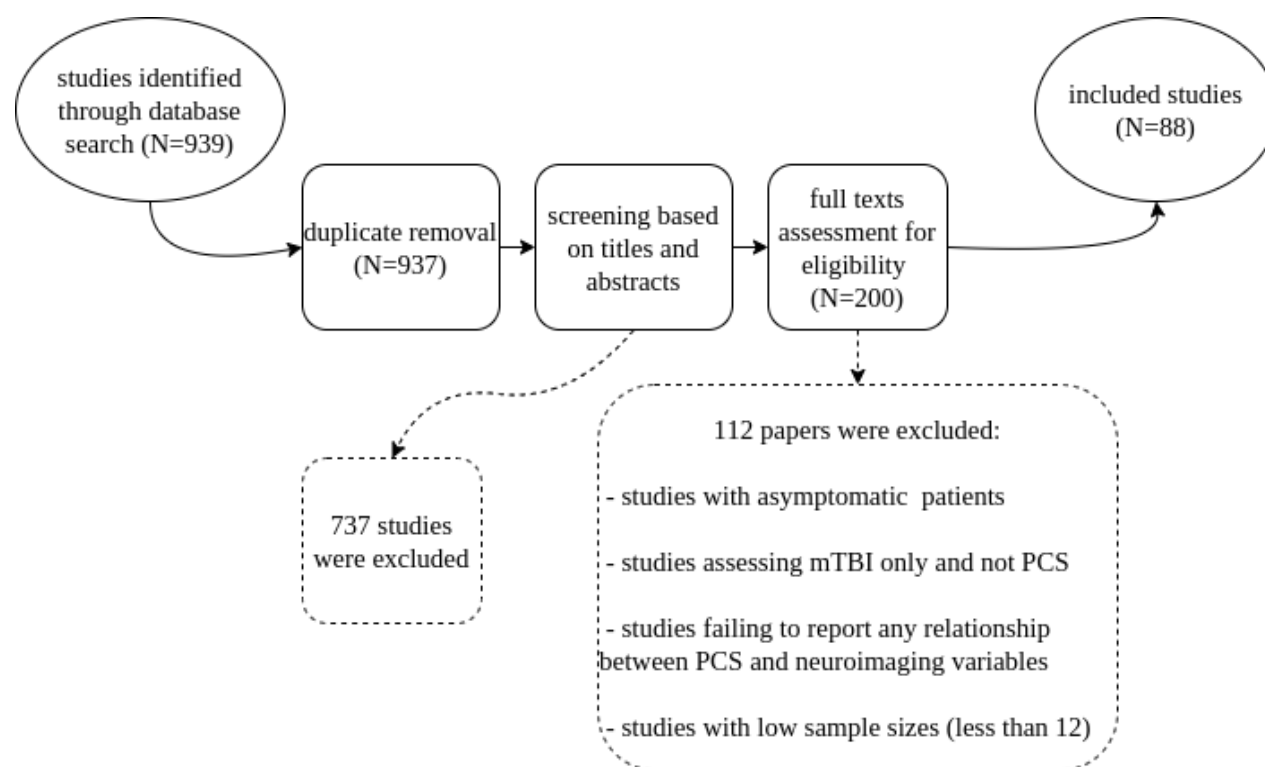 studies identified
through database
search (N=939)
duplicate removal
(N=937)
screening based
on titles and
abstracts
full texts
assessment for
eligibility
(N=200)
included studies
(N=88)
737 studies
were excluded
112 papers were excluded:
- studies with asymptomatic patients
- studies assessing mTBI only and not PCS
- studies failing to report any relationship
between PCS and neuroimaging variables
- studies with low sample sizes (less than 12)